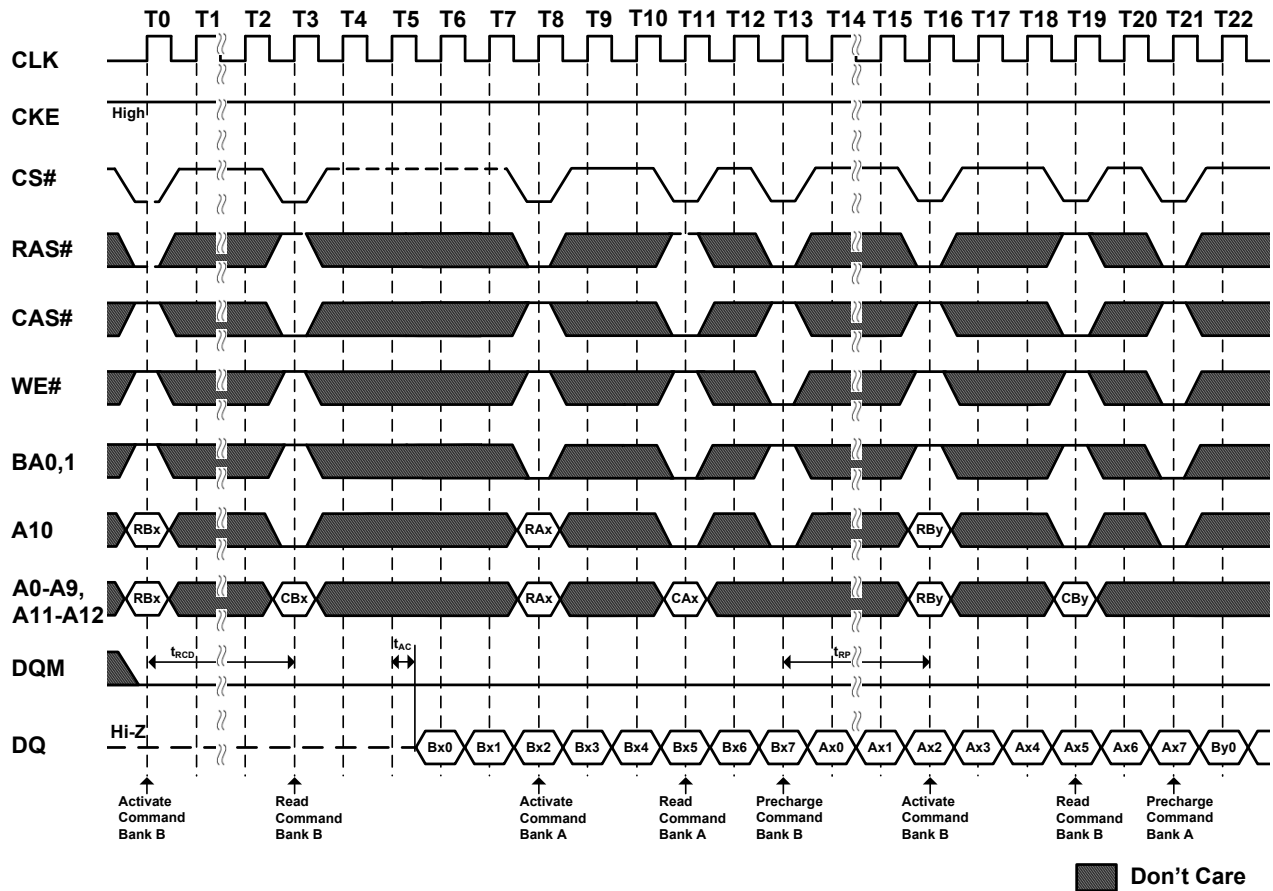 T0 T1 T2 T3 T4 T5 T6 T7 T8 T9 T10 T11 T12 T13 T14 T15 T16 T17 T18 T19 T20 T21 T22
CLK
CKE
High
CS#
RAS#
CAS#
WE#
BA0,1
A10
RBx RAx RBy
A0-A9,
A11-A12
RBx CBx RAx CAx RBy CBy
DQM
tRCD tAC tRP
DQ
Hi-Z
Bx0 Bx1 Bx2 Bx3 Bx4 Bx5 Bx6 Bx7 Ax0 Ax1 Ax2 Ax3 Ax4 Ax5 Ax6 Ax7 By0
Activate
Command
Bank B
Read
Command
Bank B
Activate
Command
Bank A
Read
Command
Bank A
Precharge
Command
Bank B
Activate
Command
Bank B
Read
Command
Bank B
Precharge
Command
Bank A
Don't Care